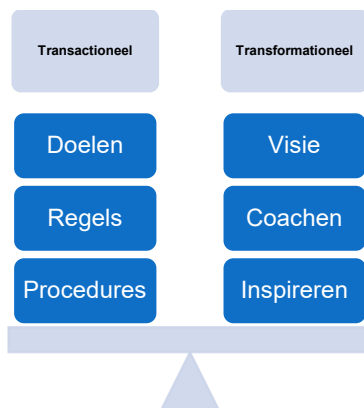 Transactioneel
Transformationeel
Doelen
Visie
Regels
Coachen
Procedures
Inspireren